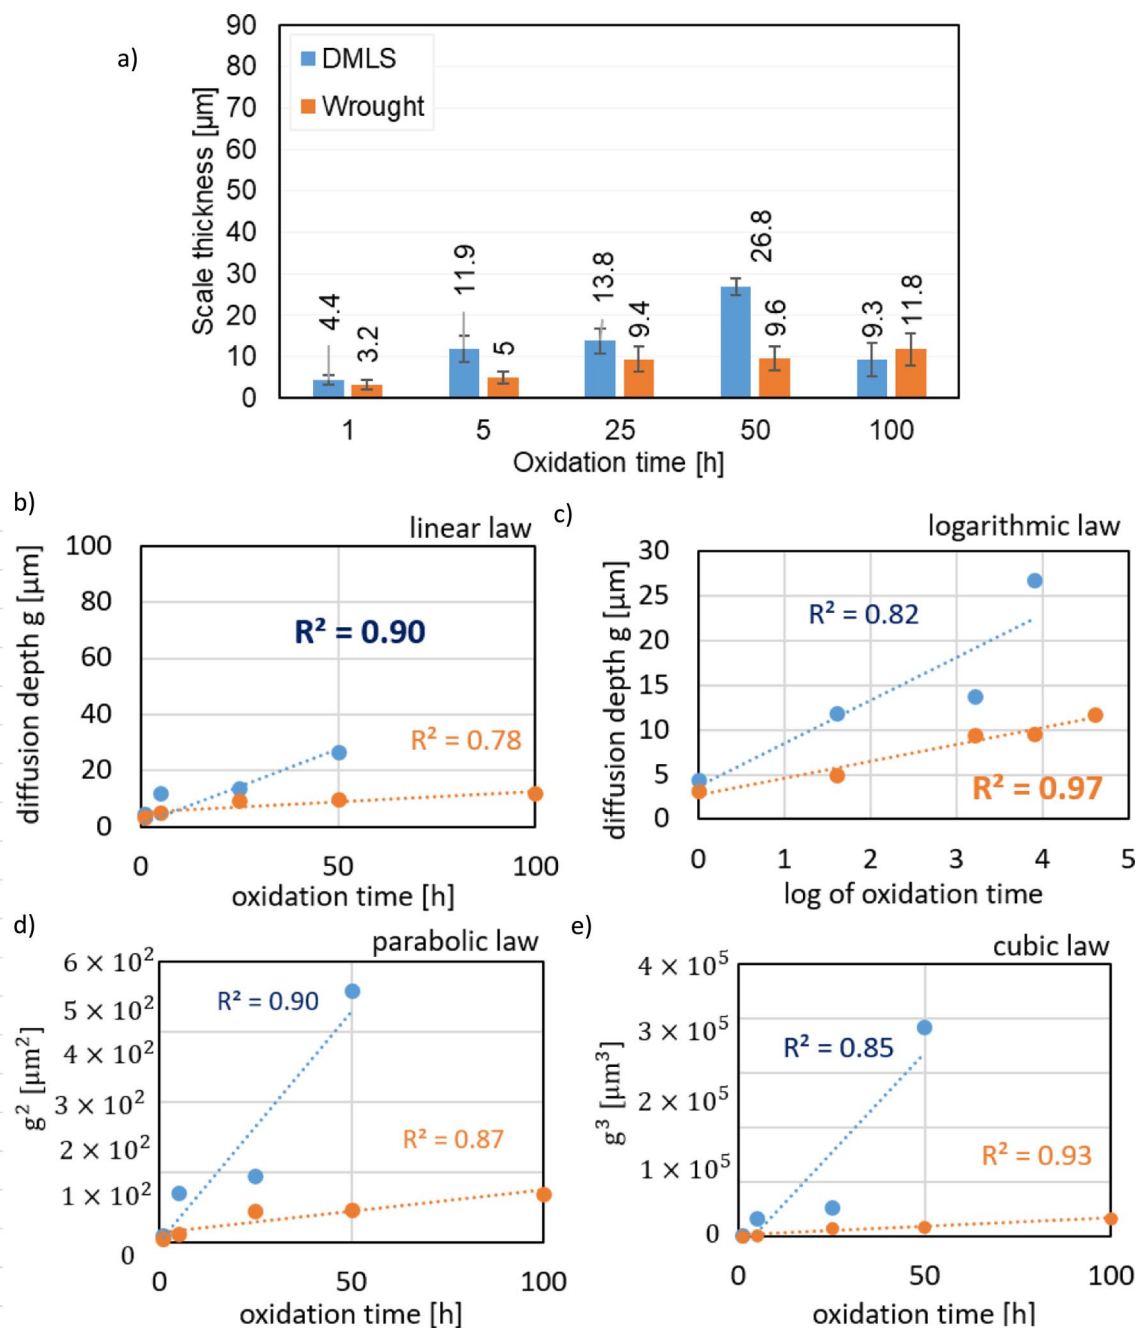 a)
Scale thickness [µm]
90
80
70
60
50
40
30
20
10
0
DMLS
Wrought
4.4
3.2
11.9
5
13.8
9.4
26.8
9.6
9.3
11.8
1 5 25 50 100
Oxidation time [h]
b)
linear law
diffusion depth g [µm]
100
80
60
40
20
0
R² = 0.90
R² = 0.78
0 50 100
oxidation time [h]
c)
logarithmic law
diffusion depth g [µm]
30
25
20
15
10
5
0
R² = 0.82
R² = 0.97
0 1 2 3 4 5
log of oxidation time
d)
parabolic law
g² [µm²]
6 × 10²
5 × 10²
4 × 10²
3 × 10²
2 × 10²
1 × 10²
0
R² = 0.90
R² = 0.87
0 50 100
oxidation time [h]
e)
cubic law
g³ [µm³]
4 × 10⁵
3 × 10⁵
2 × 10⁵
1 × 10⁵
0
R² = 0.85
R² = 0.93
0 50 100
oxidation time [h]